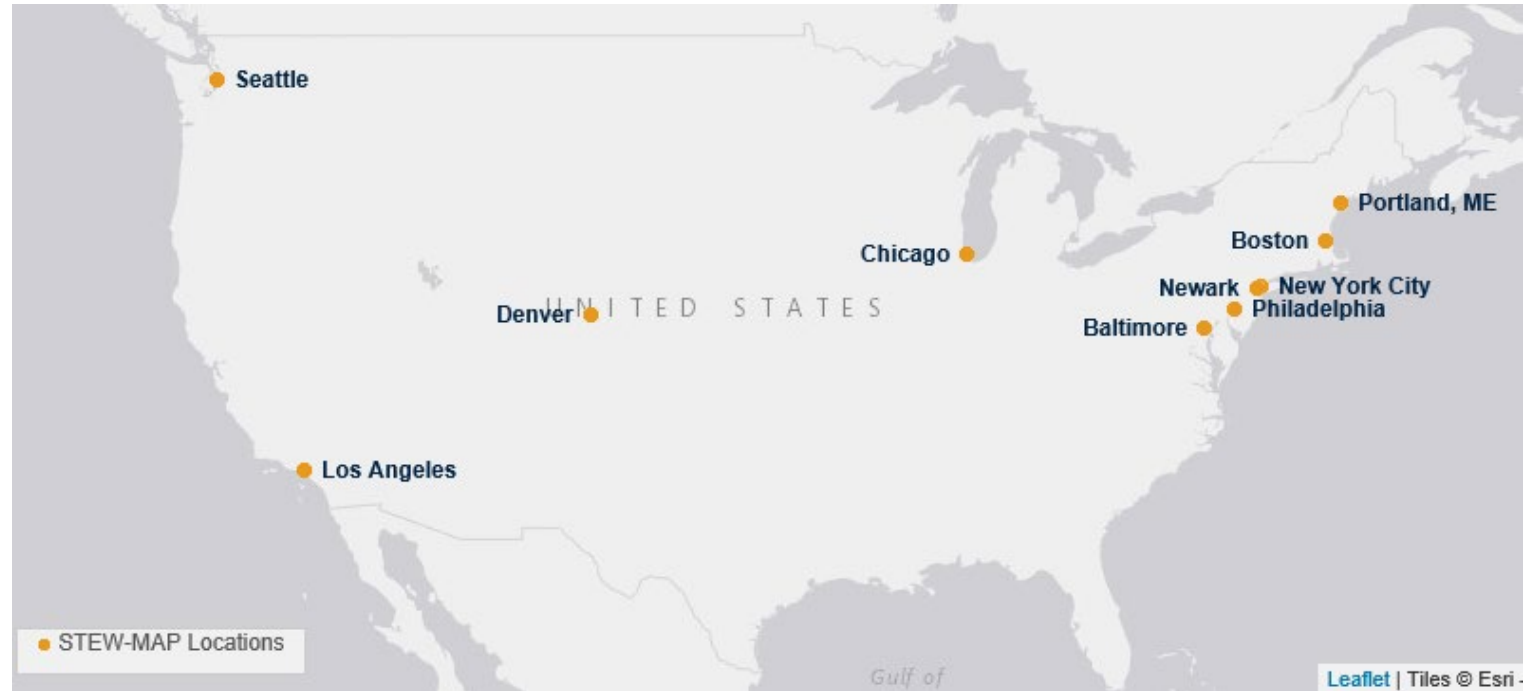 Seattle
Portland, ME
Boston
Chicago
Newark
New York City
UNITED STATES
Philadelphia
Denver
Baltimore
Los Angeles
STEW-MAP Locations
Gulf of
Leaflet | Tiles © Esri -